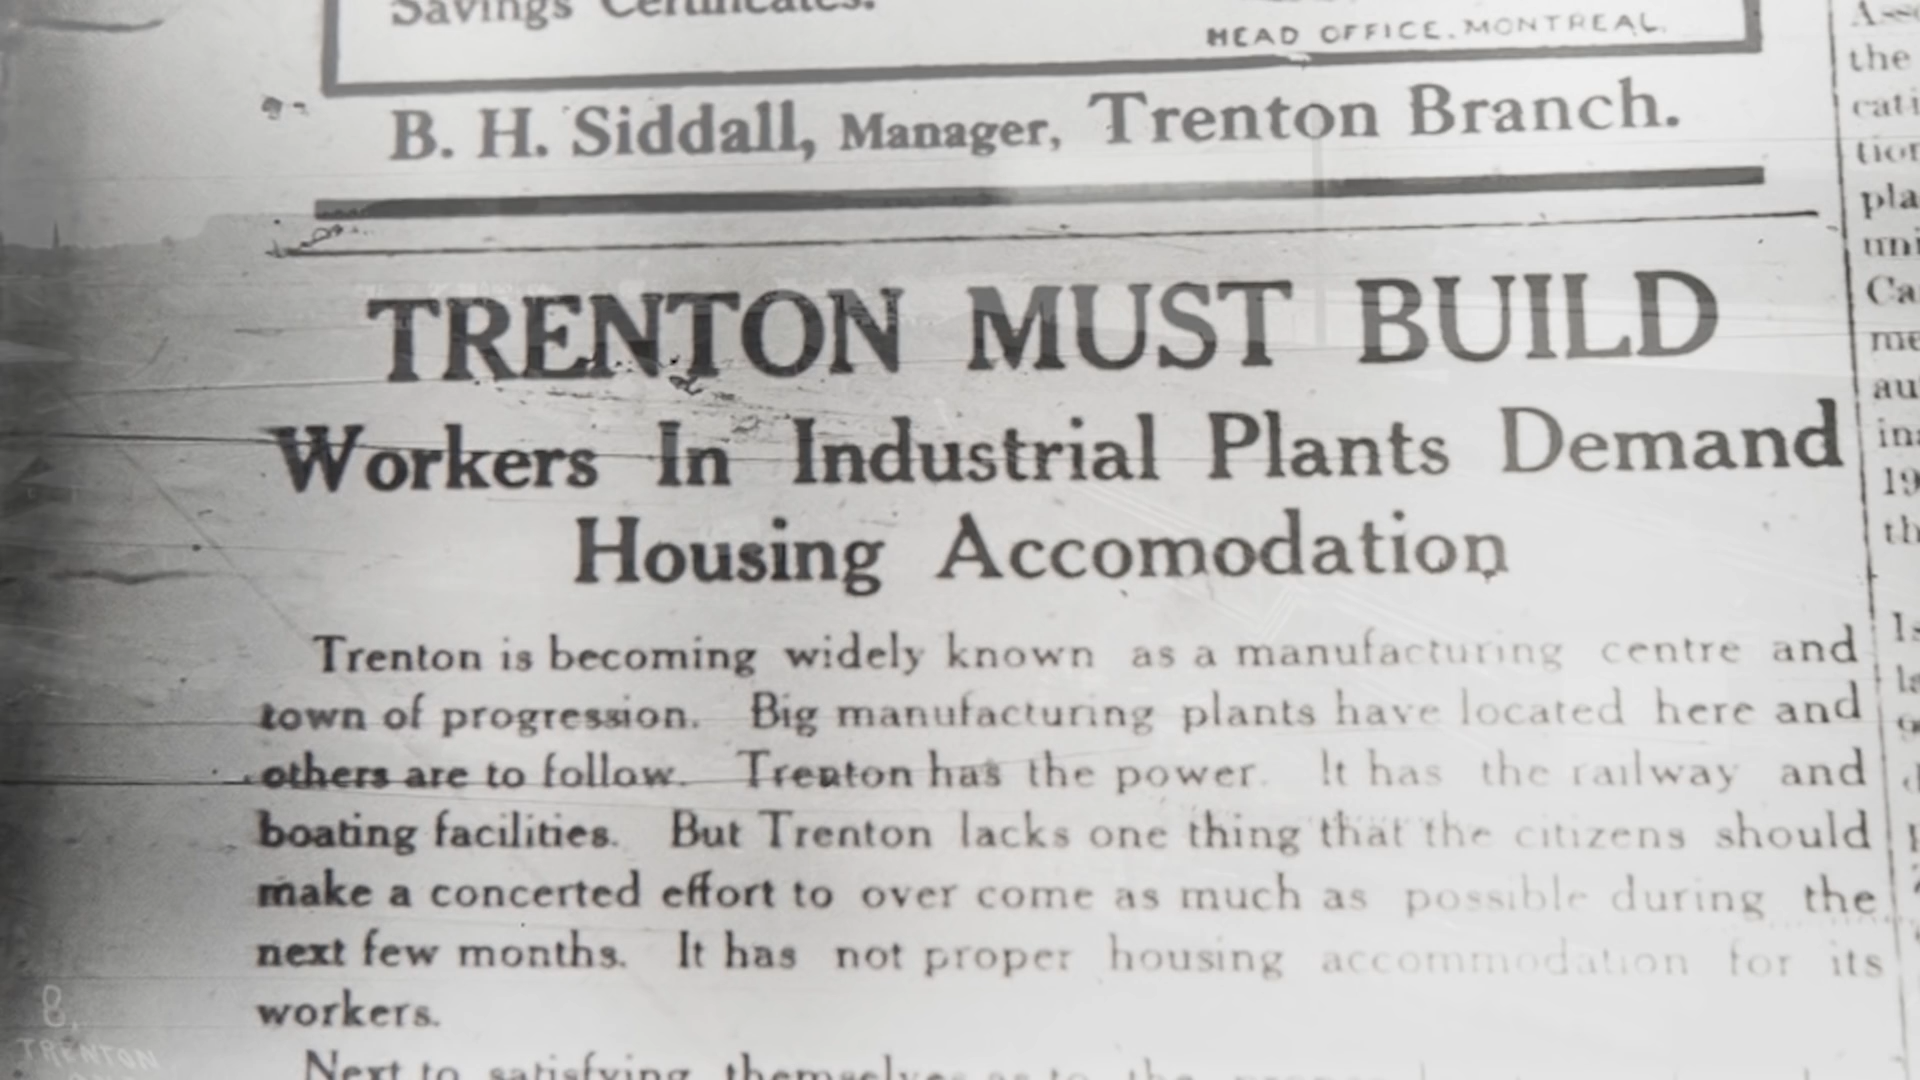 Savings Certificates.
HEAD OFFICE. MONTREAL.
B. H. Siddall, Manager, Trenton Branch.
TRENTON MUST BUILD
Workers In Industrial Plants Demand
Housing Accomodation
Trenton is becoming widely known as a manufacturing centre and
town of progression. Big manufacturing plants have located here and
others are to follow. Trenton has the power. It has the railway and
boating facilities. But Trenton lacks one thing that the citizens should
make a concerted effort to over come as much as possible during the
next few months. It has not proper housing accommodation for its
workers.
Next to satisfying themselves as to the
8.
TRENTON
the
19